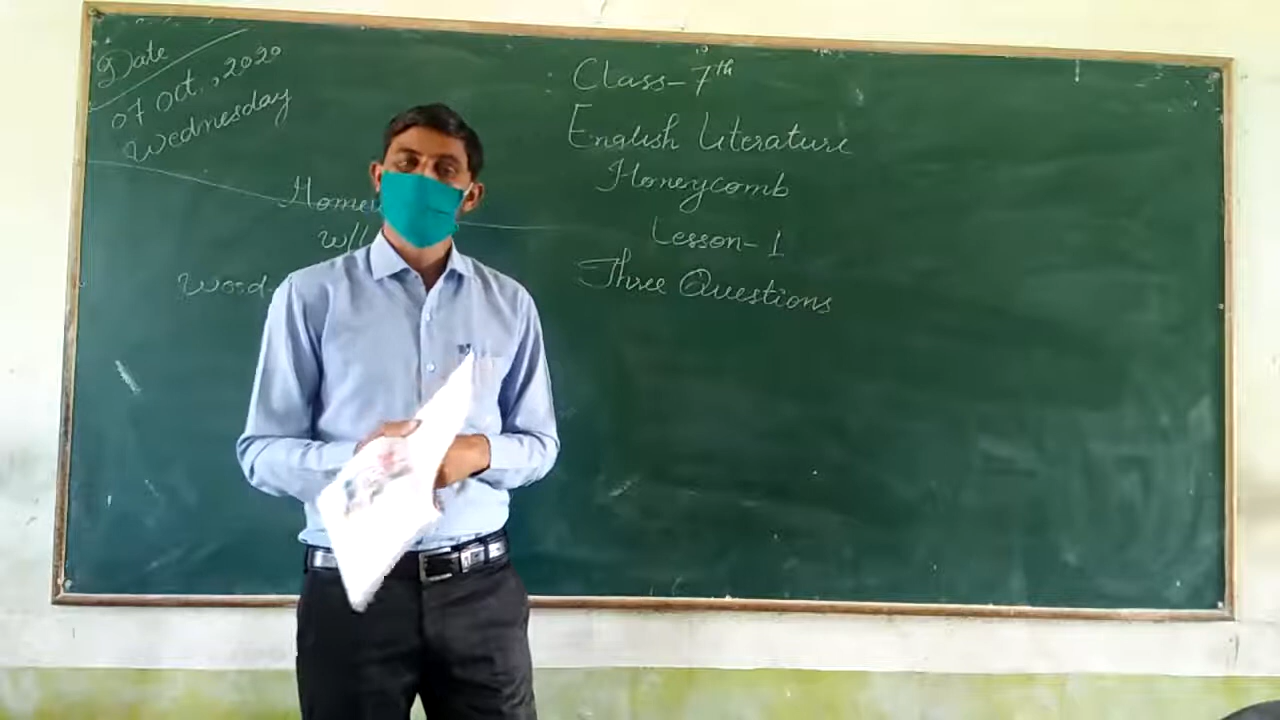 Date
07 Oct., 2020
Wednesday
Class-7th
English Literature
Honeycomb
Lesson-1
Three Questions